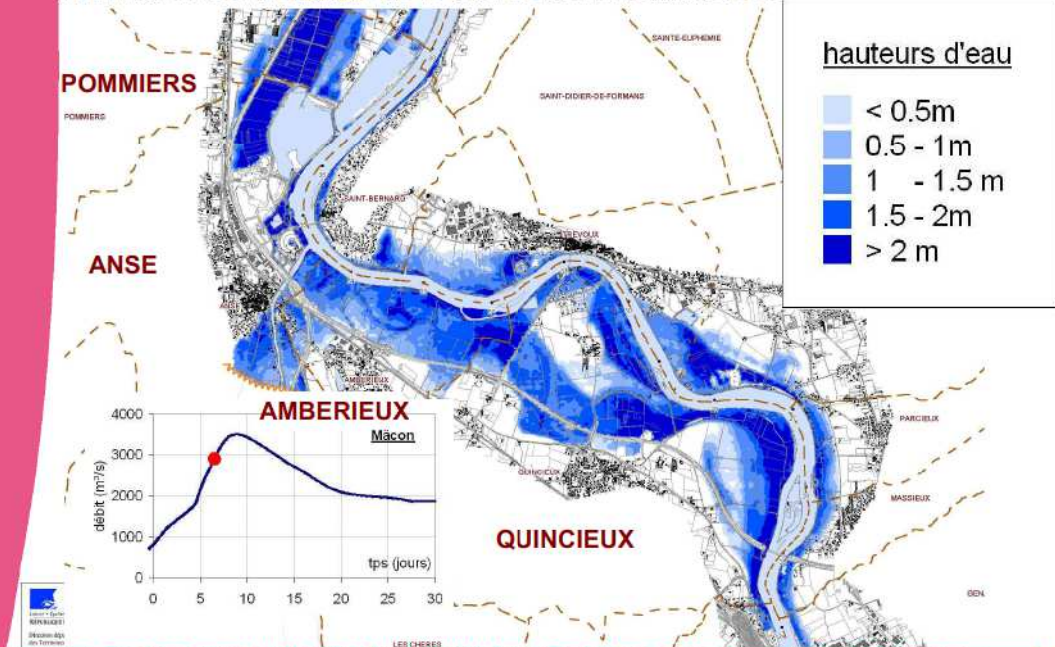 hauteurs d'eau
< 0.5m
0.5 - 1m
1 - 1.5 m
1.5 - 2m
> 2 m
SAINTE-EUPHEMIE
POMMIERS
POMMIERS
SAINT-DIDIER-DE-FORMANS
SAINT-BERNARD
TREVOUX
ANSE
AMBERIEUX
AMBERIEUX
PARCIEUX
QUINCIEUX
MASSIEUX
QUINCIEUX
Mâcon
débit (m³/s)
4000
3000
2000
1000
0
tps (jours)
0 5 10 15 20 25 30
LES CHERES